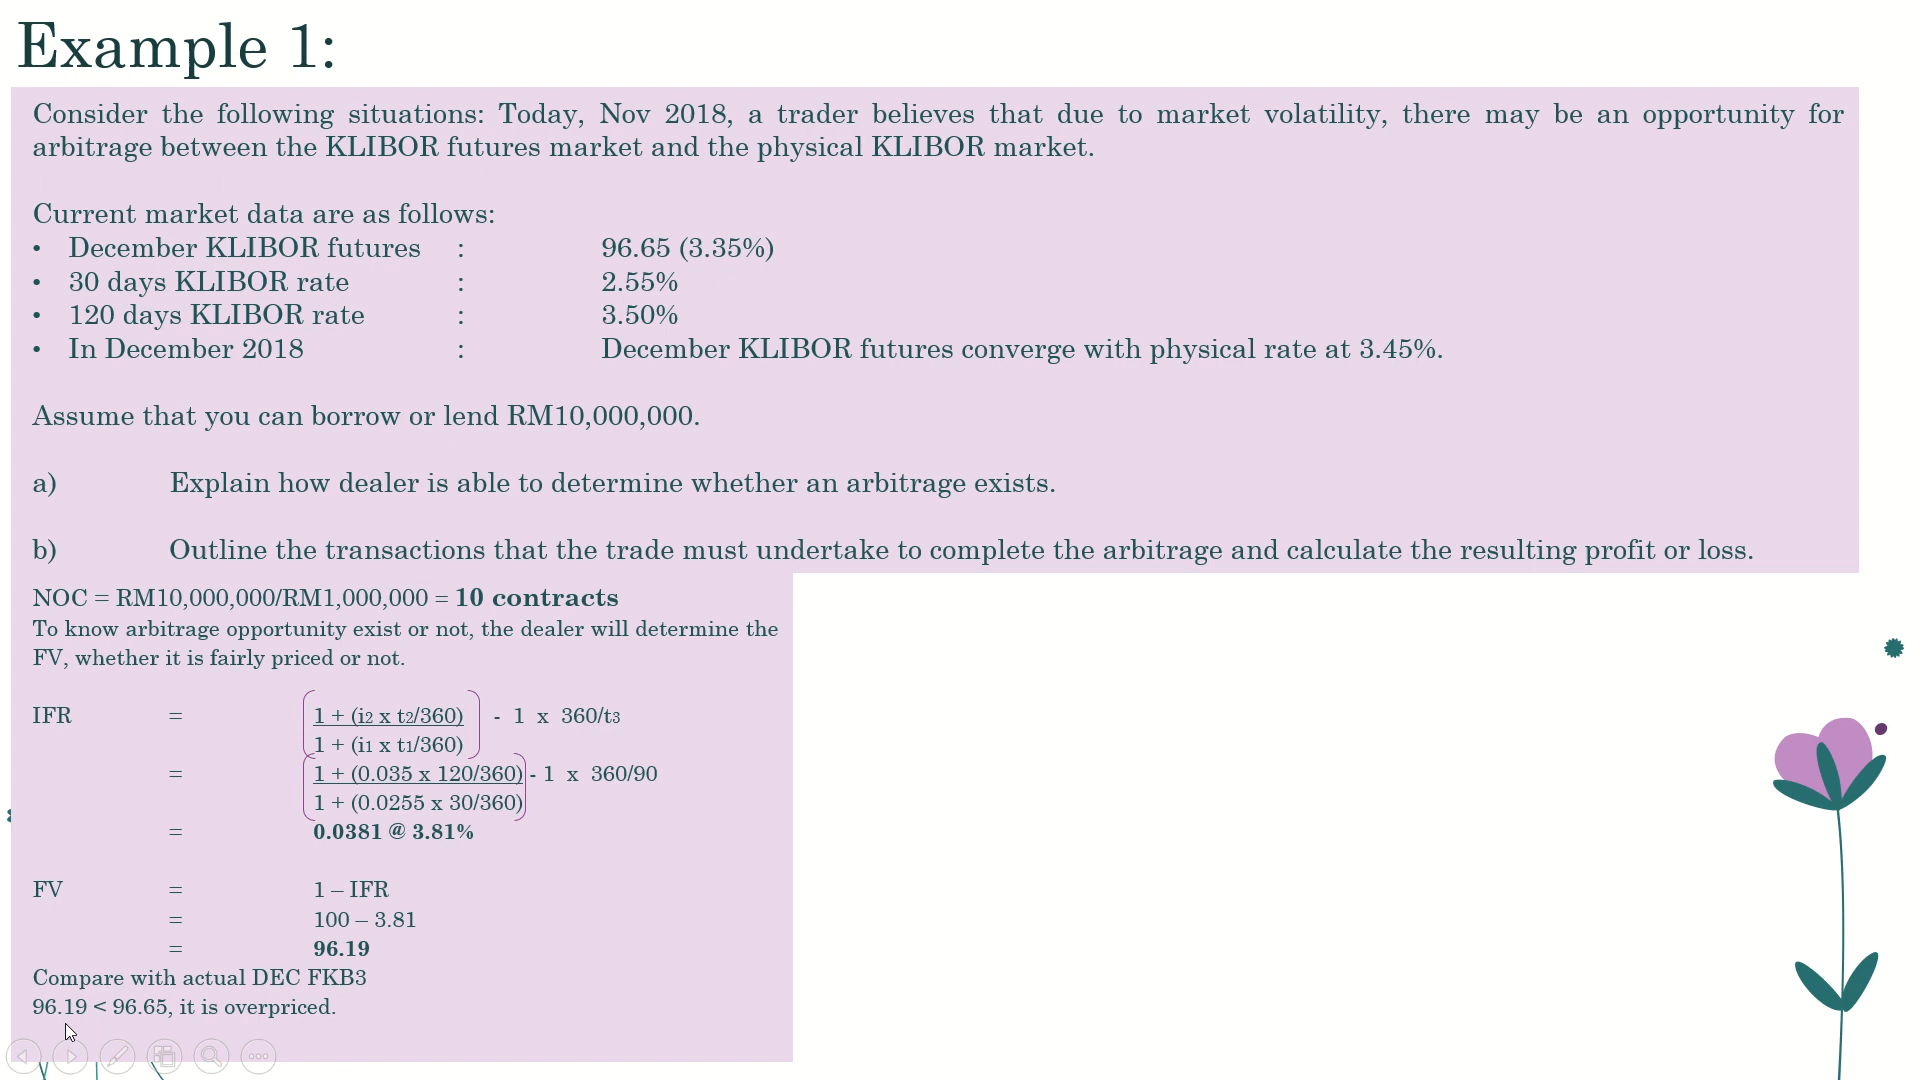 Example 1:
Consider the following situations: Today, Nov 2018, a trader believes that due to market volatility, there may be an opportunity for
arbitrage between the KLIBOR futures market and the physical KLIBOR market.
Current market data are as follows:
• December KLIBOR futures : 96.65 (3.35%)
• 30 days KLIBOR rate : 2.55%
• 120 days KLIBOR rate : 3.50%
• In December 2018 : December KLIBOR futures converge with physical rate at 3.45%.
Assume that you can borrow or lend RM10,000,000.
a) Explain how dealer is able to determine whether an arbitrage exists.
b) Outline the transactions that the trade must undertake to complete the arbitrage and calculate the resulting profit or loss.
NOC = RM10,000,000/RM1,000,000 = 10 contracts
To know arbitrage opportunity exist or not, the dealer will determine the
FV, whether it is fairly priced or not.
IFR = 1 + (i2 x t2/360) - 1 x 360/t3
1 + (i1 x t1/360)
= 1 + (0.035 x 120/360) - 1 x 360/90
1 + (0.0255 x 30/360)
= 0.0381 @ 3.81%
FV = 1 – IFR
= 100 – 3.81
= 96.19
Compare with actual DEC FKB3
96.19 < 96.65, it is overpriced.